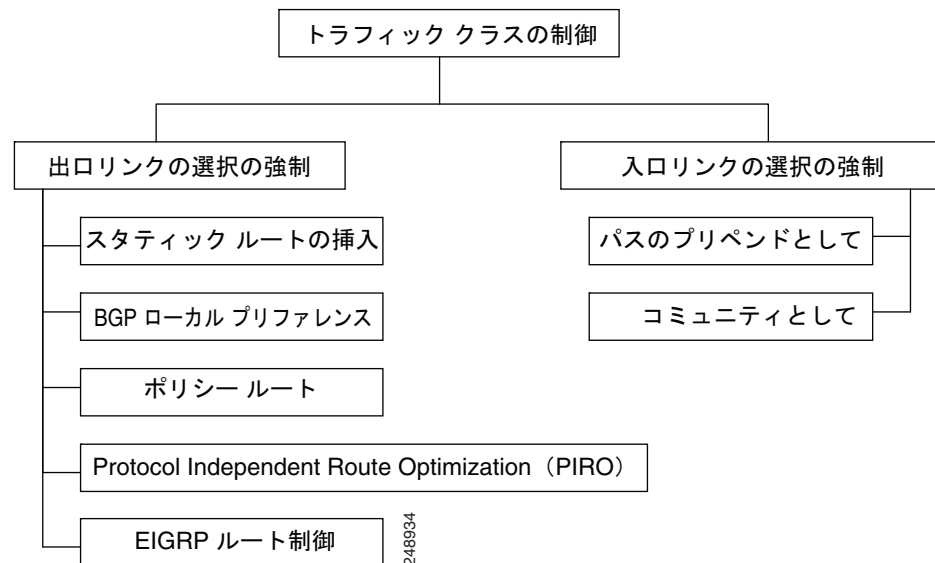 トラフィック クラスの制御
出口リンクの選択の強制
スタティック ルートの挿入
BGP ローカル プリファレンス
ポリシー ルート
Protocol Independent Route Optimization（PIRO）
EIGRP ルート制御
入口リンクの選択の強制
パスのプリペンドとして
コミュニティとして
248934